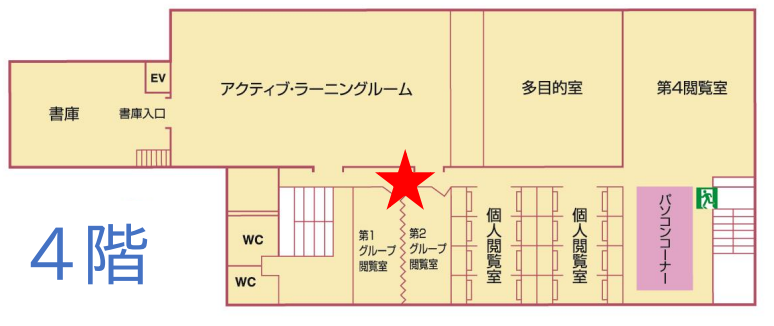 EV
書庫
書庫入口
アクティブ・ラーニングルーム
多目的室
第4閲覧室
4階
WC
WC
第1
グループ
閲覧室
第2
グループ
閲覧室
個人閲覧室
個人閲覧室
パソコンコーナー